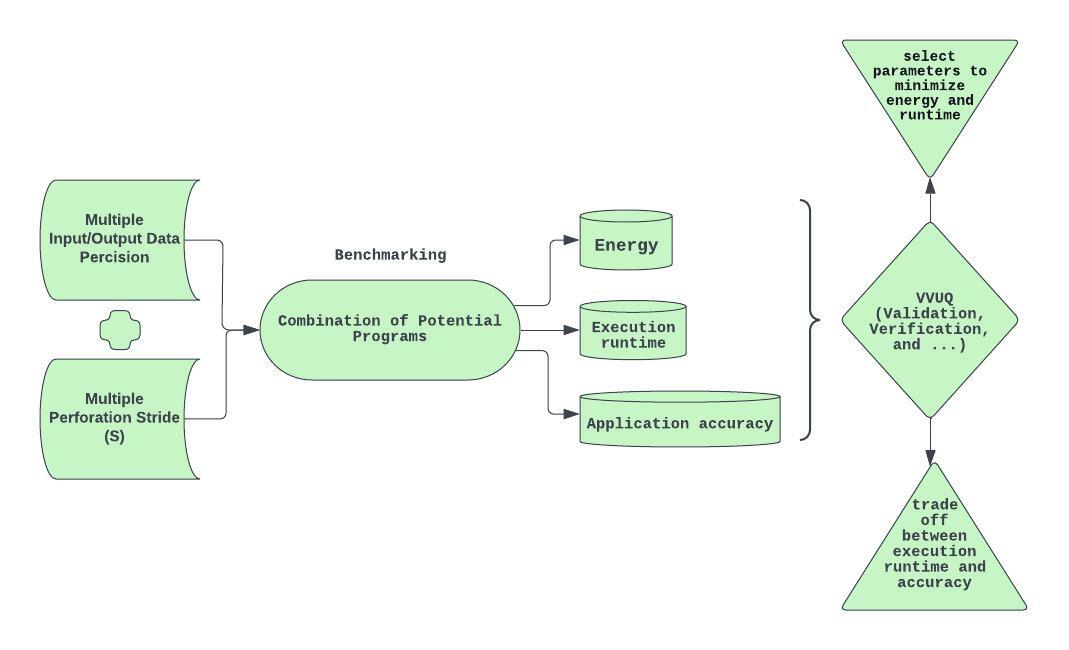 Multiple
Input/Output Data
Percision
Multiple
Perforation Stride
(S)
Benchmarking
Combination of Potential
Programs
Energy
Execution
runtime
Application accuracy
select
parameters to
minimize
energy and
runtime
VVUQ
(Validation,
Verification,
and ...)
trade
off
between
execution
runtime and
accuracy